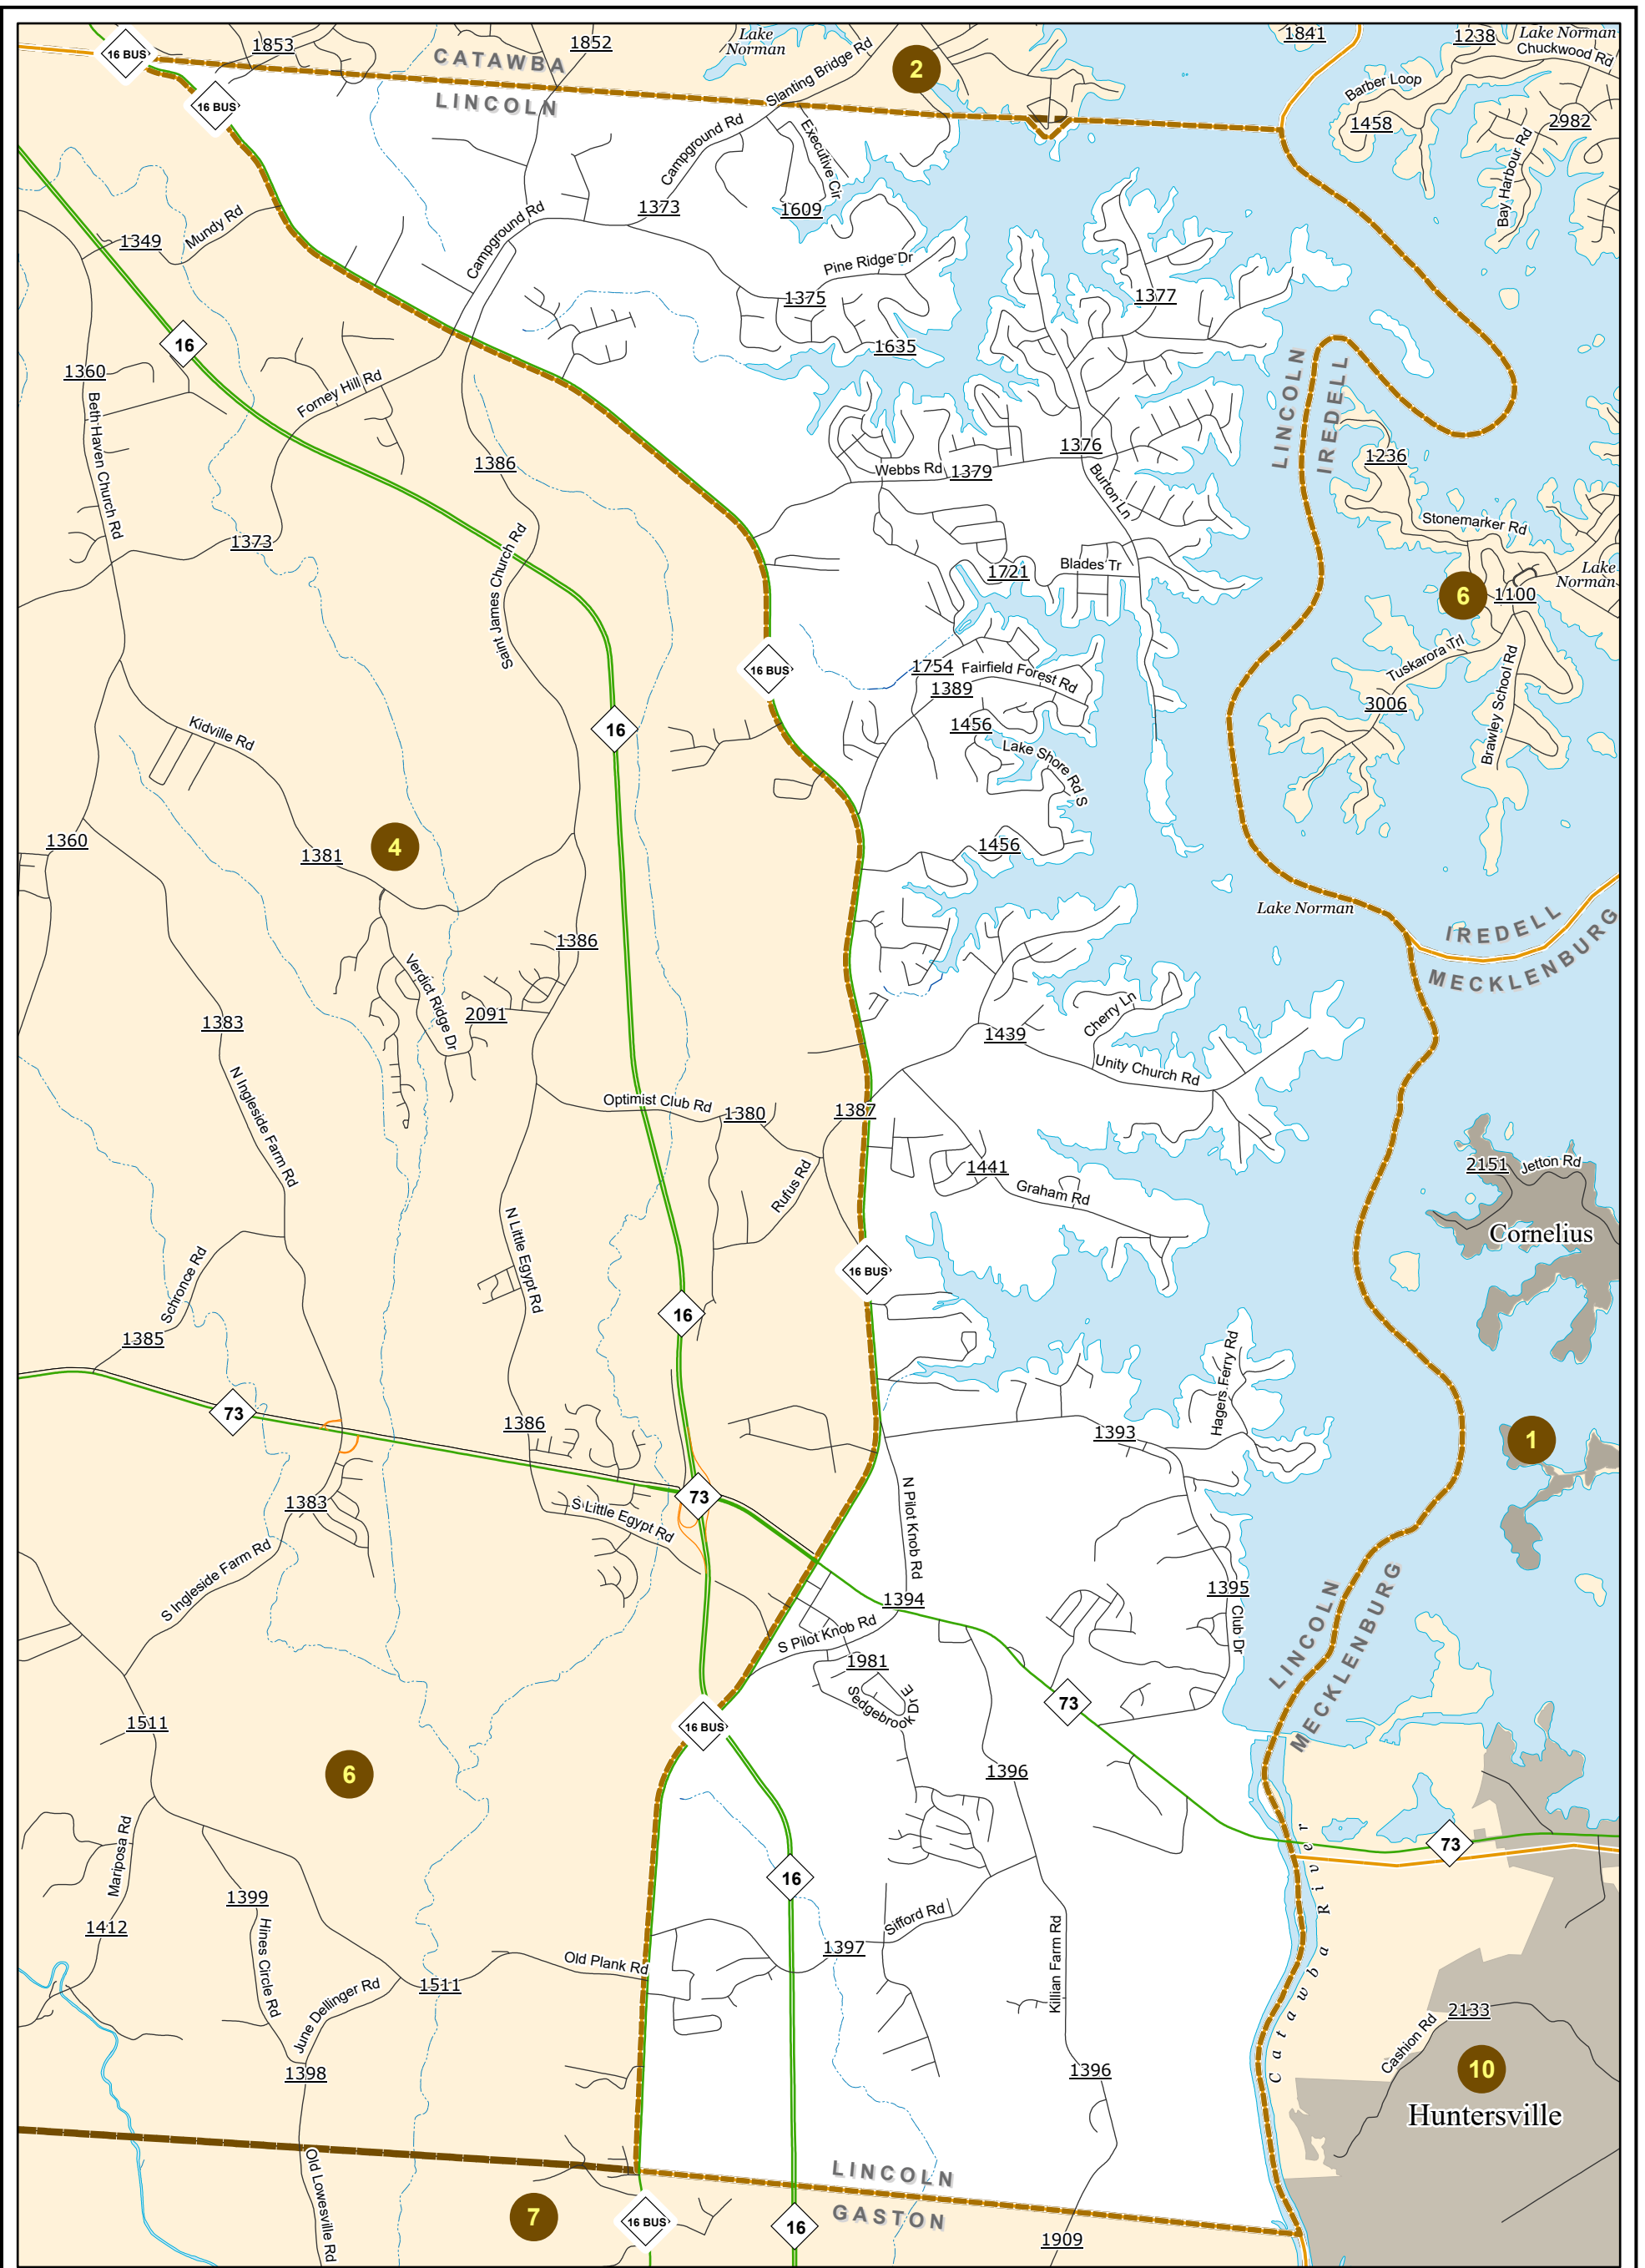 1853
1852
16 BUS
CATAWBA
LINCOLN
Lake
Norman
Slanting Bridge Rd
2
1841
1238
Lake Norman
Chuckwood Rd
Barber Loop
1458
2982
Bay Harbour Rd
16 BUS
Campground Rd
Executive Cir
1373
1609
Mundy Rd
1349
Campground Rd
Pine Ridge Dr
1375
1377
1635
16
1360
Forney Hill Rd
LINCOLN
IREDELL
Beth Haven Church Rd
1386
Webbs Rd
1379
1376
Burton Ln
1236
Stonemarker Rd
1373
Saint James Church Rd
1721
Blades Tr
Lake
Norman
6
1100
16 BUS
1754
Fairfield Forest Rd
1389
Tuskarora Trl
3006
Brawley School Rd
1456
Lake Shore Rd S
16
Kidville Rd
1360
1381
4
1456
Lake Norman
IREDELL
MECKLENBURG
1386
Verdict Ridge Dr
2091
1383
1439
Cherry Ln
Unity Church Rd
N Ingleside Farm Rd
Optimist Club Rd
1380
1387
Rufus Rd
1441
Graham Rd
2151
Jetton Rd
Cornelius
N Little Egypt Rd
Schronce Rd
16 BUS
16
1385
Hagers Ferry Rd
73
1386
1393
1
1383
73
S Little Egypt Rd
N Pilot Knob Rd
S Ingleside Farm Rd
1394
1395
Club Dr
S Pilot Knob Rd
1981
Sedgebrook Dr E
LINCOLN
MECKLENBURG
73
1511
16 BUS
6
1396
73
Mariposa Rd
16
1399
1412
Hines Circle Rd
Sifford Rd
1397
Old Plank Rd
1511
June Dellinger Rd
Killian Farm Rd
Catawba River
2133
Cashion Rd
10
Huntersville
1398
1396
Old Lowesville Rd
LINCOLN
GASTON
7
16 BUS
16
1909